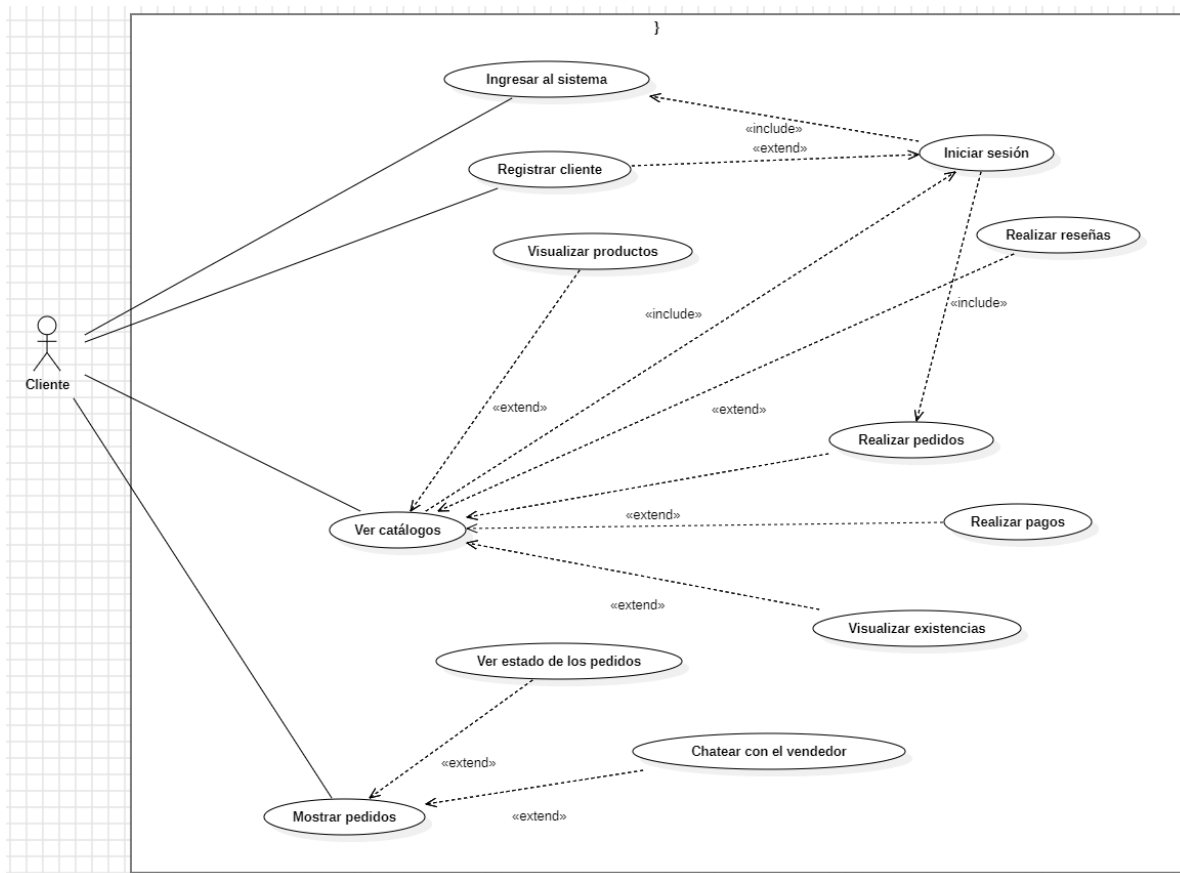 }
Ingresar al sistema
«include»
«extend»
Iniciar sesión
Registrar cliente
Realizar reseñas
Visualizar productos
«include»
«include»
Cliente
«extend»
«extend»
Realizar pedidos
«extend»
Realizar pagos
Ver catálogos
«extend»
Visualizar existencias
Ver estado de los pedidos
Chatear con el vendedor
«extend»
Mostrar pedidos
«extend»